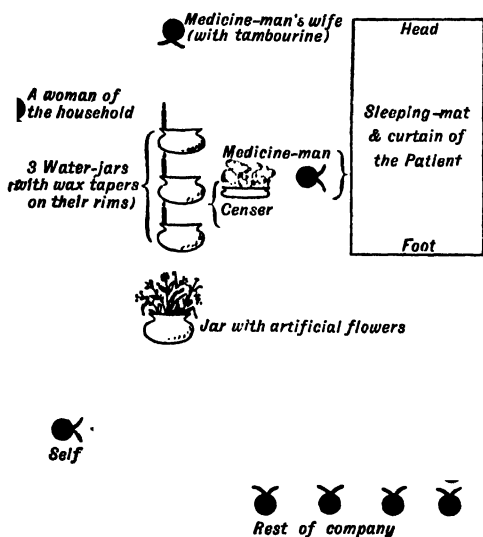 Medicine-man's wife
(with tambourine)
Head
A woman of
the household
Sleeping-mat
& curtain of
the Patient
Medicine-man
3 Water-jars
with wax tapers
on their rims)
Censer
Foot
Jar with artificial flowers
Self
Rest of company